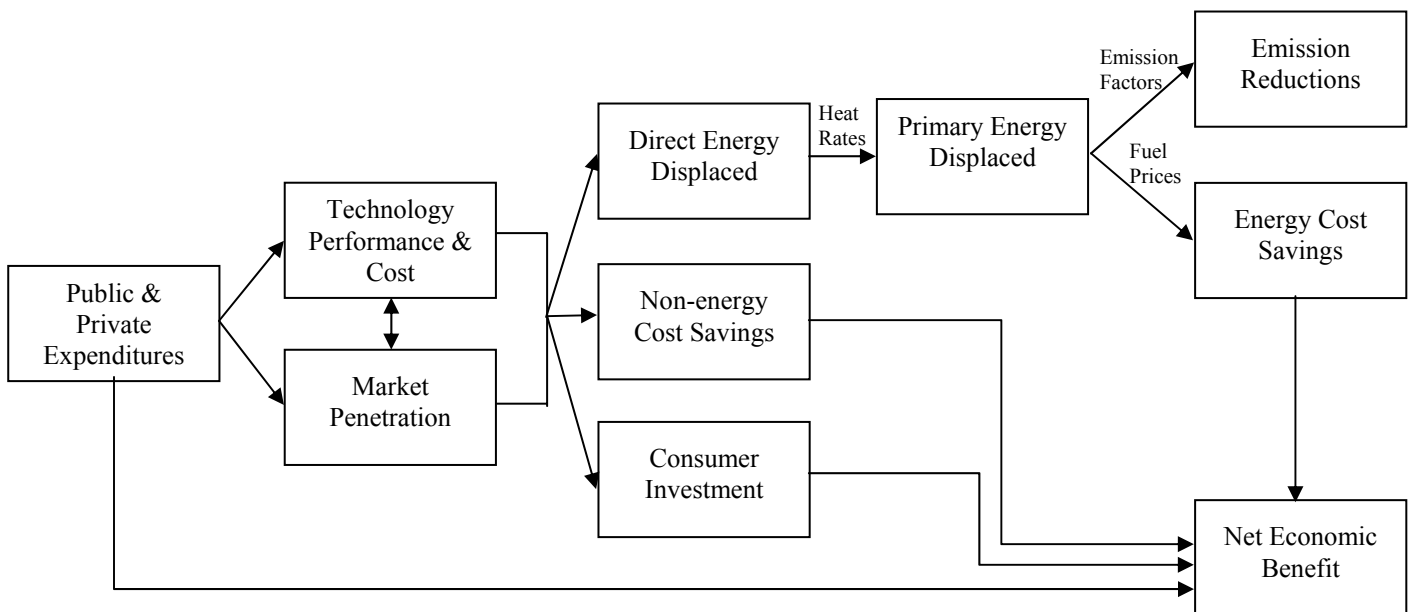 Public &
Private
Expenditures
Technology
Performance &
Cost
Market
Penetration
Direct Energy
Displaced
Non-energy
Cost Savings
Consumer
Investment
Heat
Rates
Primary Energy
Displaced
Emission
Factors
Fuel
Prices
Emission
Reductions
Energy Cost
Savings
Net Economic
Benefit